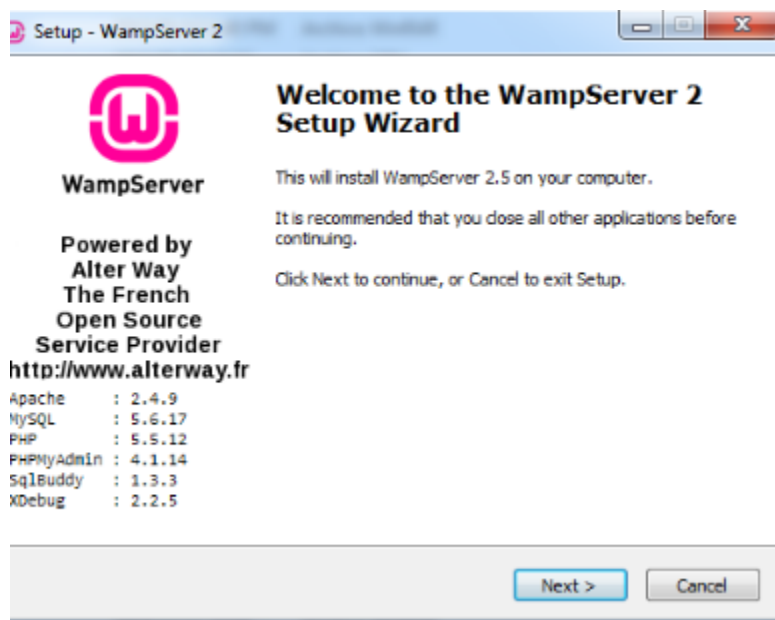 Setup - WampServer 2
WampServer
Powered by
Alter Way
The French
Open Source
Service Provider
http://www.alterway.fr
Apache : 2.4.9
MySQL : 5.6.17
PHP : 5.5.12
PHPMyAdmin : 4.1.14
SqlBuddy : 1.3.3
XDebug : 2.2.5
Welcome to the WampServer 2
Setup Wizard
This will install WampServer 2.5 on your computer.
It is recommended that you close all other applications before
continuing.
Click Next to continue, or Cancel to exit Setup.
Next >
Cancel